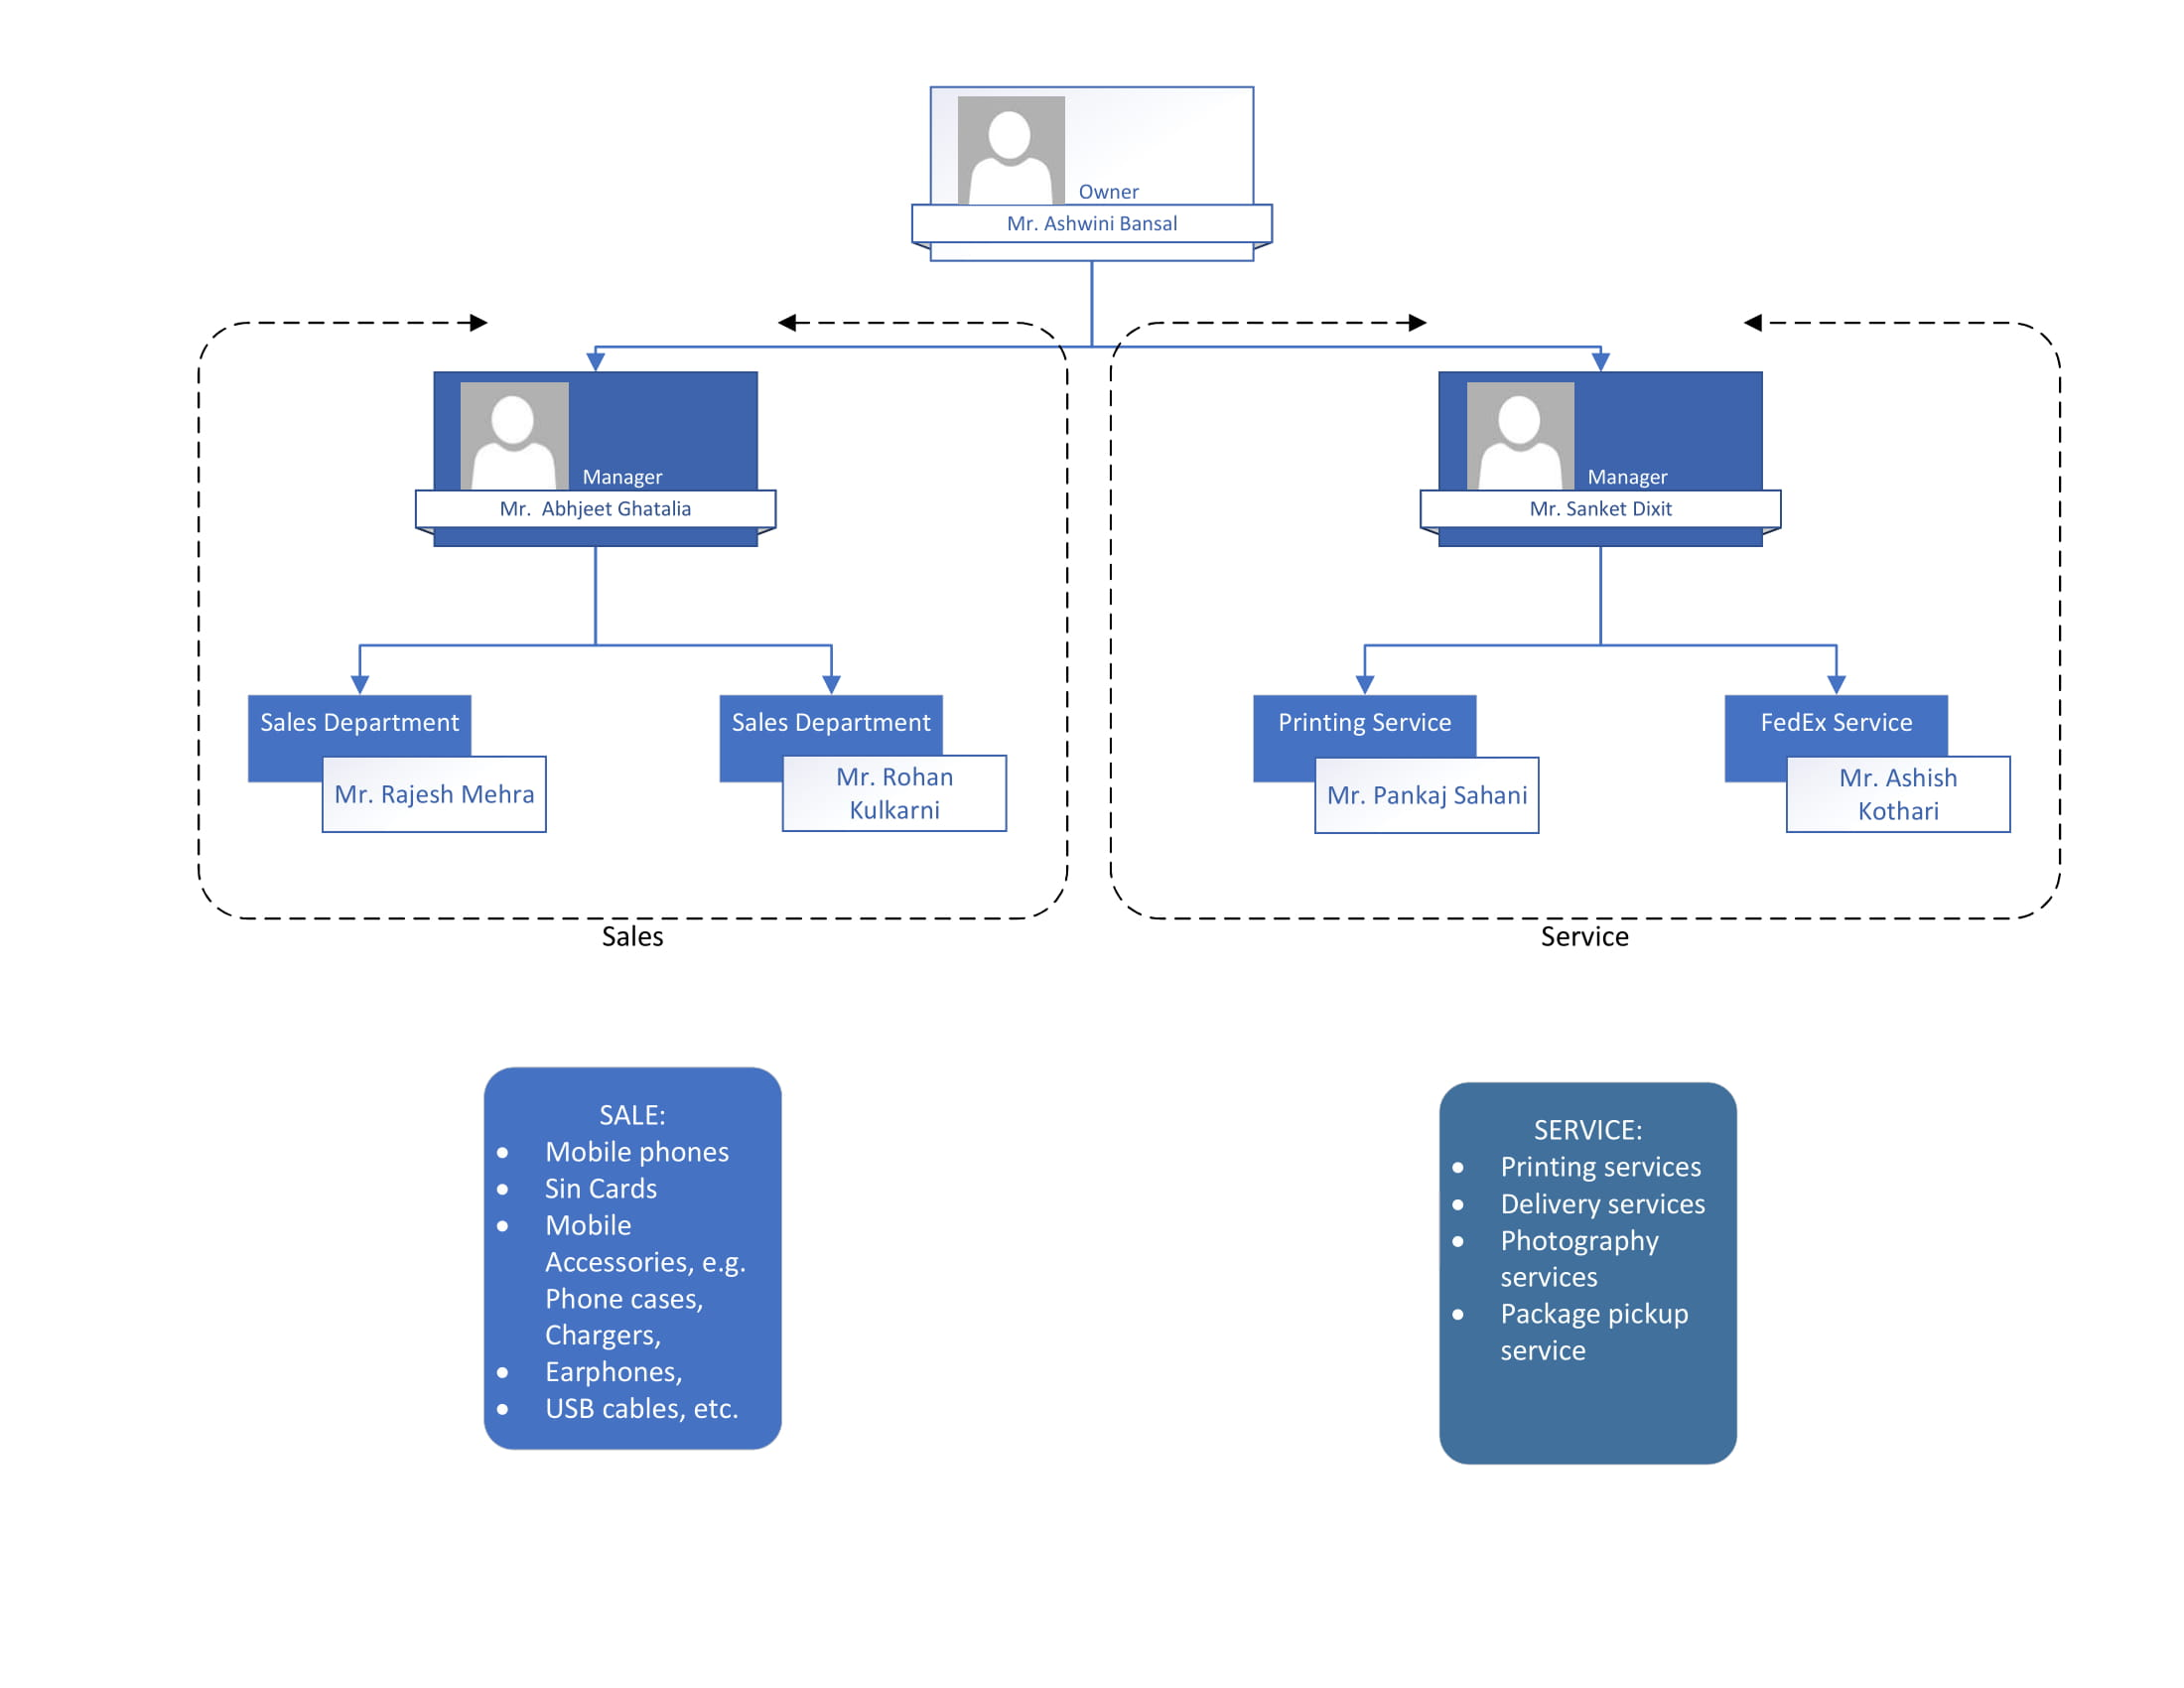 Owner
Mr. Ashwini Bansal
Manager
Mr.  Abhjeet Ghatalia
Manager
Mr. Sanket Dixit
Sales Department
Mr. Rajesh Mehra
Sales Department
Mr. Rohan
Kulkarni
Printing Service
Mr. Pankaj Sahani
FedEx Service
Mr. Ashish
Kothari
Sales
Service
SALE:
• Mobile phones
• Sin Cards
• Mobile
Accessories, e.g.
Phone cases,
Chargers,
• Earphones,
• USB cables, etc.
SERVICE:
• Printing services
• Delivery services
• Photography
services
• Package pickup
service